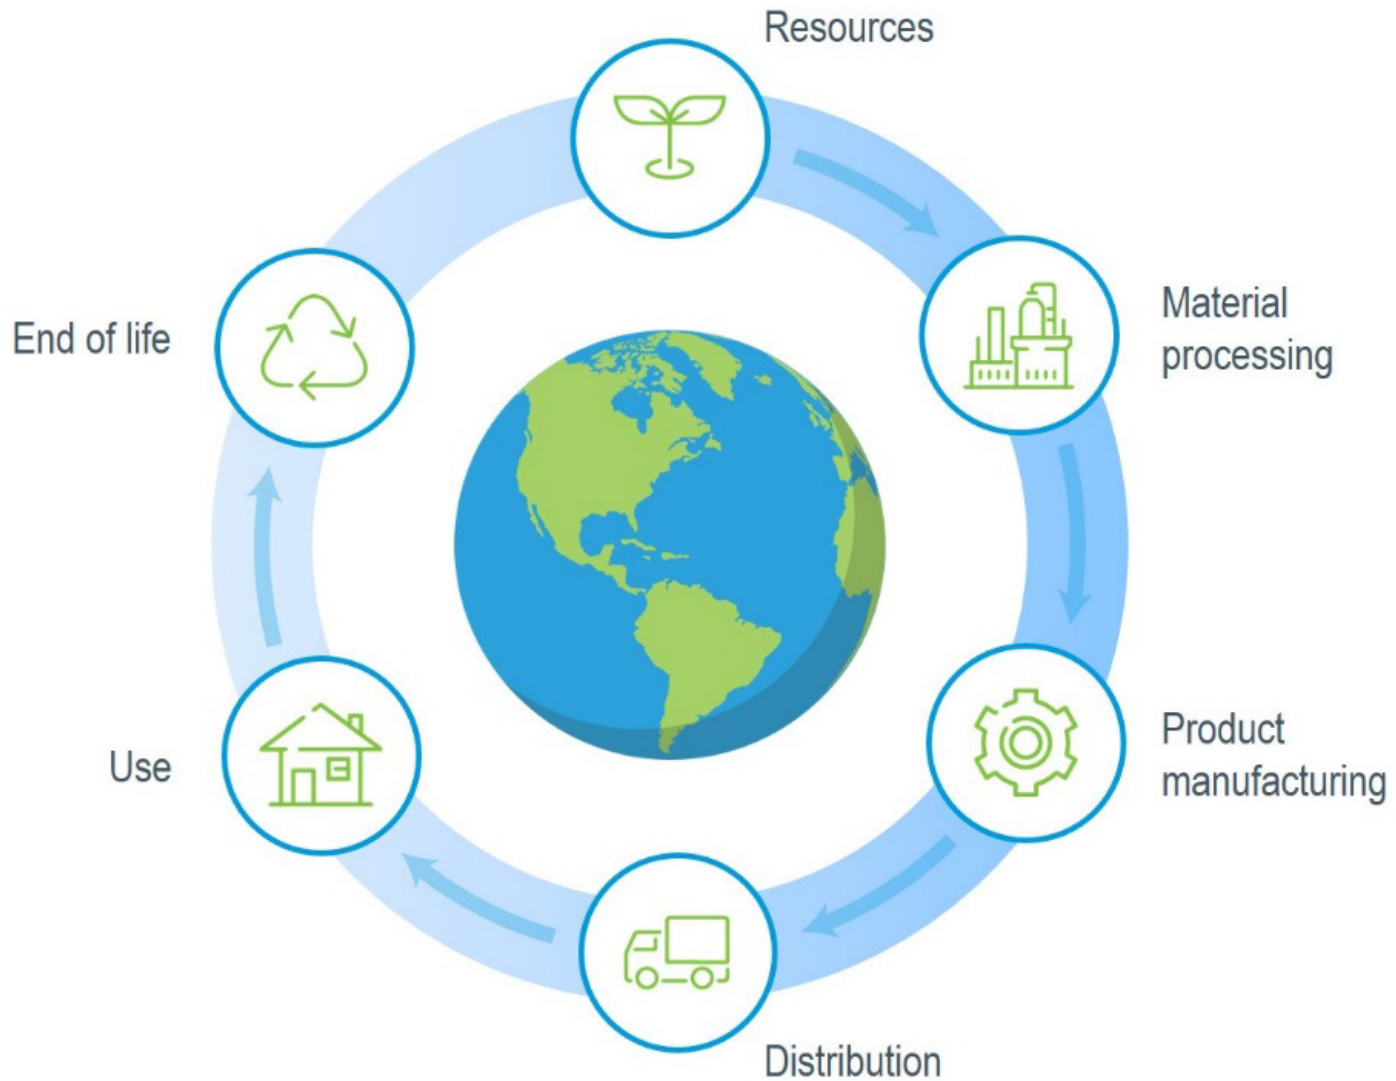 Resources
Material
processing
Product
manufacturing
Distribution
Use
End of life